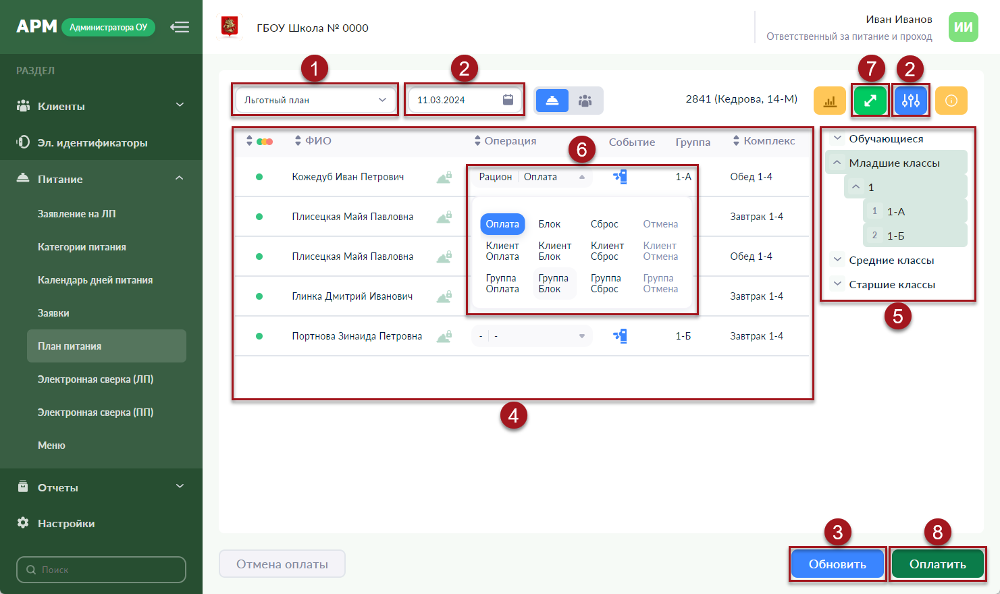 АРМ Администратора ОУ
ГБОУ Школа № 0000
Иван Иванов
Ответственный за питание и проход
ИИ
РАЗДЕЛ
Клиенты
Эл. идентификаторы
Питание
Заявление на ЛП
Категории питания
Календарь дней питания
Заявки
План питания
Электронная сверка (ЛП)
Электронная сверка (ПП)
Меню
Отчеты
Настройки
Поиск
1
2
7
2
Льготный план
11.03.2024
2841 (Кедрова, 14-М)
ФИО
Операция
Событие
Группа
Комплекс
6
Кожедуб Иван Петрович
Рацион
Оплата
1-А
Обед 1-4
Плисецкая Майя Павловна
Завтрак 1-4
Плисецкая Майя Павловна
Обед 1-4
Глинка Дмитрий Иванович
Завтрак 1-4
Портнова Зинаида Петровна
-
-
1-Б
Завтрак 1-4
Оплата
Блок
Сброс
Отмена
Клиент
Оплата
Клиент
Блок
Клиент
Сброс
Клиент
Отмена
Группа
Оплата
Группа
Блок
Группа
Сброс
Группа
Отмена
4
Обучающиеся
Младшие классы
1
1 1-А
2 1-Б
Средние классы
Старшие классы
5
3
8
Отмена оплаты
Обновить
Оплатить